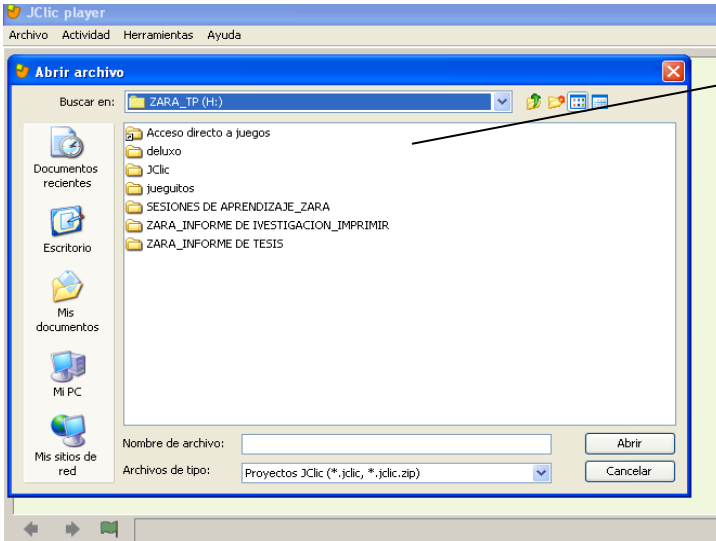 JClic player
Archivo Actividad Herramientas Ayuda
Abrir archivo
Buscar en: ZARA_TP (H:)
Acceso directo a juegos
deluxo
JClic
jueguitos
SESIONES DE APRENDIZAJE_ZARA
ZARA_INFORME DE IVESTIGACION_IMPRIMIR
ZARA_INFORME DE TESIS
Documentos
recientes
Escritorio
Mis
documentos
Mi PC
Mis sitios de
red
Nombre de archivo:
Abrir
Archivos de tipo: Proyectos JClic (*.jclic, *.jclic.zip)
Cancelar